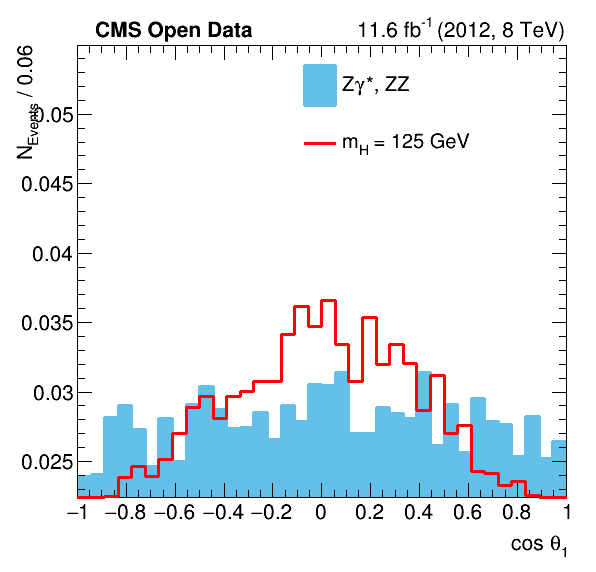 CMS Open Data 11.6 fb⁻¹ (2012, 8 TeV)
N_Events / 0.06
Zγ*, ZZ
m_H = 125 GeV
0.05
0.045
0.04
0.035
0.03
0.025
−1 −0.8 −0.6 −0.4 −0.2 0 0.2 0.4 0.6 0.8 1
cos θ₁